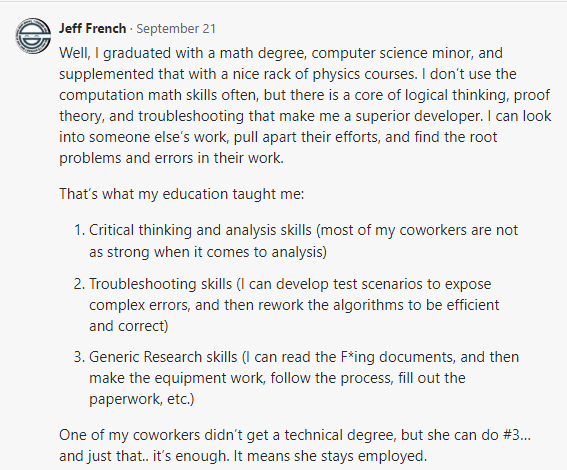 Jeff French · September 21
Well, I graduated with a math degree, computer science minor, and
supplemented that with a nice rack of physics courses. I don't use the
computation math skills often, but there is a core of logical thinking, proof
theory, and troubleshooting that make me a superior developer. I can look
into someone else's work, pull apart their efforts, and find the root
problems and errors in their work.
That's what my education taught me:
1. Critical thinking and analysis skills (most of my coworkers are not
as strong when it comes to analysis)
2. Troubleshooting skills (I can develop test scenarios to expose
complex errors, and then rework the algorithms to be efficient
and correct)
3. Generic Research skills (I can read the F*ing documents, and then
make the equipment work, follow the process, fill out the
paperwork, etc.)
One of my coworkers didn't get a technical degree, but she can do #3...
and just that.. it's enough. It means she stays employed.